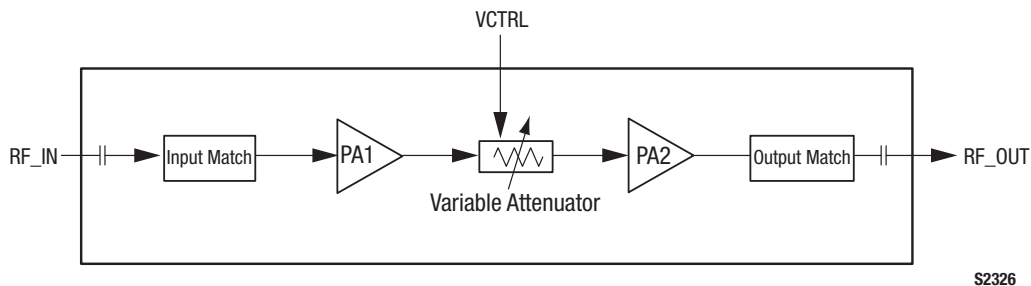 VCTRL
RF_IN
Input Match
PA1
PA2
Output Match
RF_OUT
Variable Attenuator
S2326